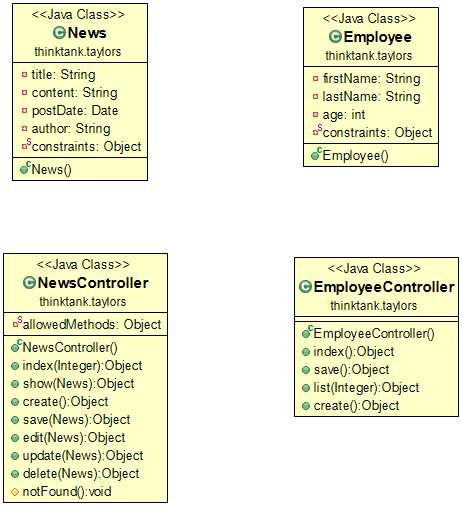 <<Java Class>>
News
thinktank.taylors
title: String
content: String
postDate: Date
author: String
constraints: Object
News()
<<Java Class>>
Employee
thinktank.taylors
firstName: String
lastName: String
age: int
constraints: Object
Employee()
<<Java Class>>
NewsController
thinktank.taylors
allowedMethods: Object
NewsController()
index(Integer):Object
show(News):Object
create():Object
save(News):Object
edit(News):Object
update(News):Object
delete(News):Object
notFound():void
<<Java Class>>
EmployeeController
thinktank.taylors
EmployeeController()
index():Object
save():Object
list(Integer):Object
create():Object